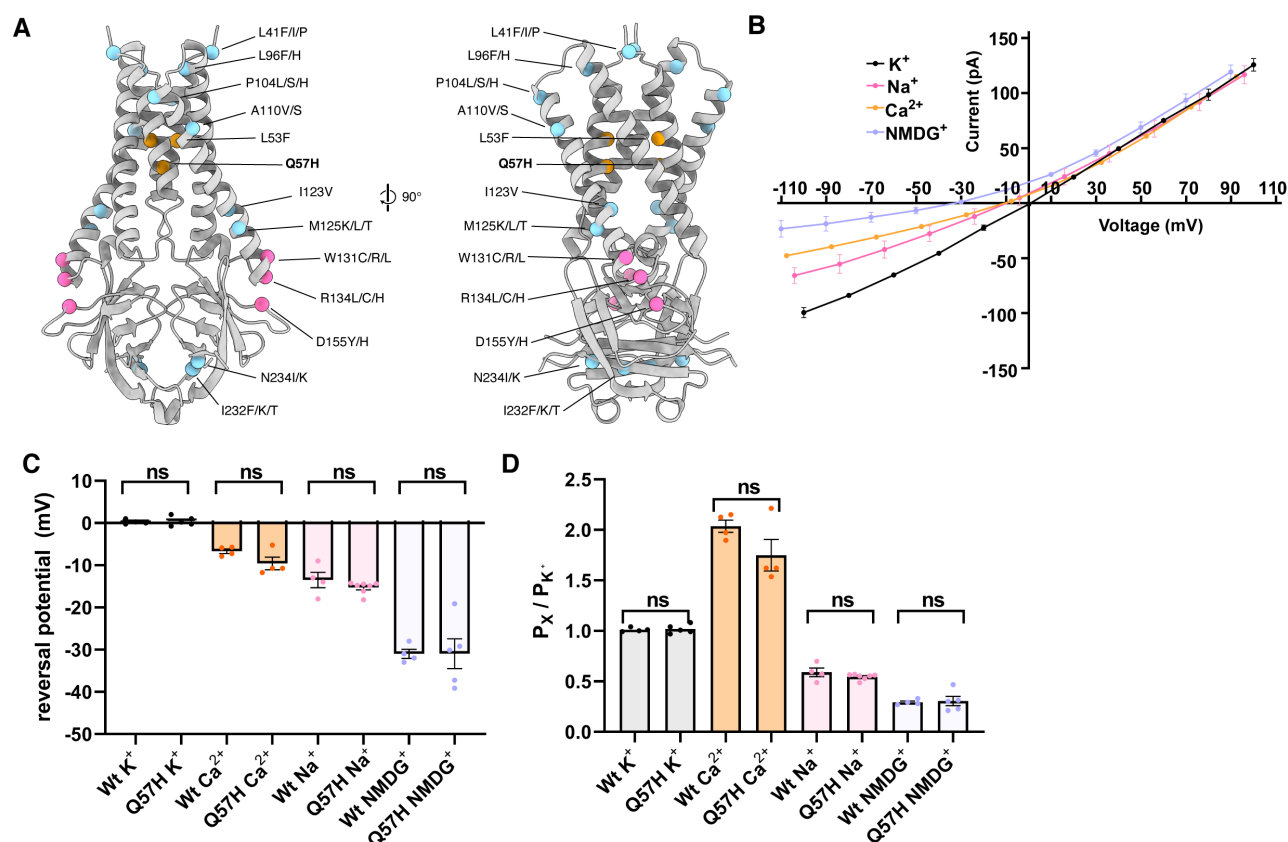 A
L41F/I/P
L96F/H
P104L/S/H
A110V/S
L53F
Q57H
I123V
90°
M125K/L/T
W131C/R/L
R134L/C/H
D155Y/H
N234I/K
I232F/K/T
L41F/I/P
L96F/H
P104L/S/H
A110V/S
L53F
Q57H
I123V
M125K/L/T
W131C/R/L
R134L/C/H
D155Y/H
N234I/K
I232F/K/T
B
K⁺
Na⁺
Ca²⁺
NMDG⁺
Current (pA)
150
100
50
-50
-100
-150
-110 -90 -70 -50 -30 -10 10 30 50 70 90 110
Voltage (mV)
C
ns ns ns ns
reversal potential (mV)
10
0
-10
-20
-30
-40
-50
Wt K⁺
Q57H K⁺
Wt Ca²⁺
Q57H Ca²⁺
Wt Na⁺
Q57H Na⁺
Wt NMDG⁺
Q57H NMDG⁺
D
ns
ns
ns
ns
P_X / P_K⁺
2.5
2.0
1.5
1.0
0.5
0.0
Wt K⁺
Q57H K⁺
Wt Ca²⁺
Q57H Ca²⁺
Wt Na⁺
Q57H Na⁺
Wt NMDG⁺
Q57H NMDG⁺